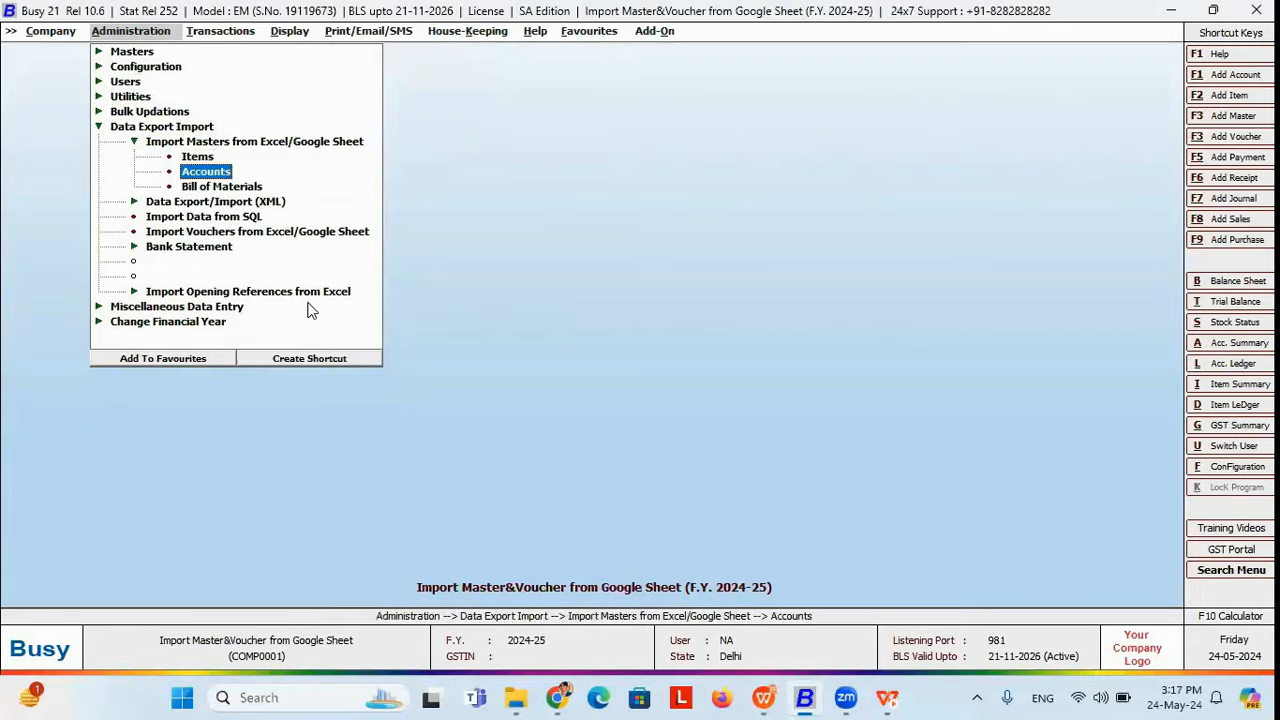 Busy 21 Rel 10.6 | Stat Rel 252 | Model : EM (S.No. 19119673) | BLS upto 21-11-2026 | License | SA Edition | Import Master&Voucher from Google Sheet (F.Y. 2024-25) | 24x7 Support : +91-8282828282
>> Company Administration Transactions Display Print/Email/SMS House-Keeping Help Favourites Add-On
Masters
Configuration
Users
Utilities
Bulk Updations
Data Export Import
Import Masters from Excel/Google Sheet
Items
Accounts
Bill of Materials
Data Export/Import (XML)
Import Data from SQL
Import Vouchers from Excel/Google Sheet
Bank Statement
Import Opening References from Excel
Miscellaneous Data Entry
Change Financial Year
Add To Favourites Create Shortcut
Shortcut Keys
F1 Help
F1 Add Account
F2 Add Item
F3 Add Master
F3 Add Voucher
F5 Add Payment
F6 Add Receipt
F7 Add Journal
F8 Add Sales
F9 Add Purchase
B Balance Sheet
T Trial Balance
S Stock Status
A Acc. Summary
L Acc. Ledger
I Item Summary
D Item LeDger
G GST Summary
U Switch User
F ConFiguration
K LocK Program
Training Videos
GST Portal
Search Menu
Import Master&Voucher from Google Sheet (F.Y. 2024-25)
Administration --> Data Export Import --> Import Masters from Excel/Google Sheet --> Accounts
F10 Calculator
Busy
Import Master&Voucher from Google Sheet
(COMP0001)
F.Y. : 2024-25
GSTIN :
User : NA
State : Delhi
Listening Port : 981
BLS Valid Upto : 21-11-2026 (Active)
Your
Company
Logo
Friday
24-05-2024
1
Search
ENG
3:17 PM
24-May-24